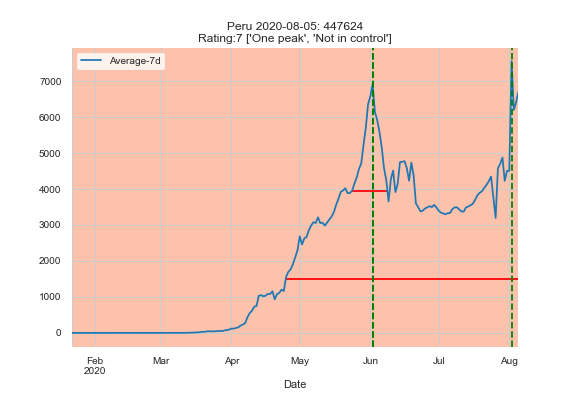 Peru 2020-08-05: 447624
Rating:7 ['One peak', 'Not in control']
Average-7d
7000
6000
5000
4000
3000
2000
1000
0
Feb Mar Apr May Jun Jul Aug
2020
Date